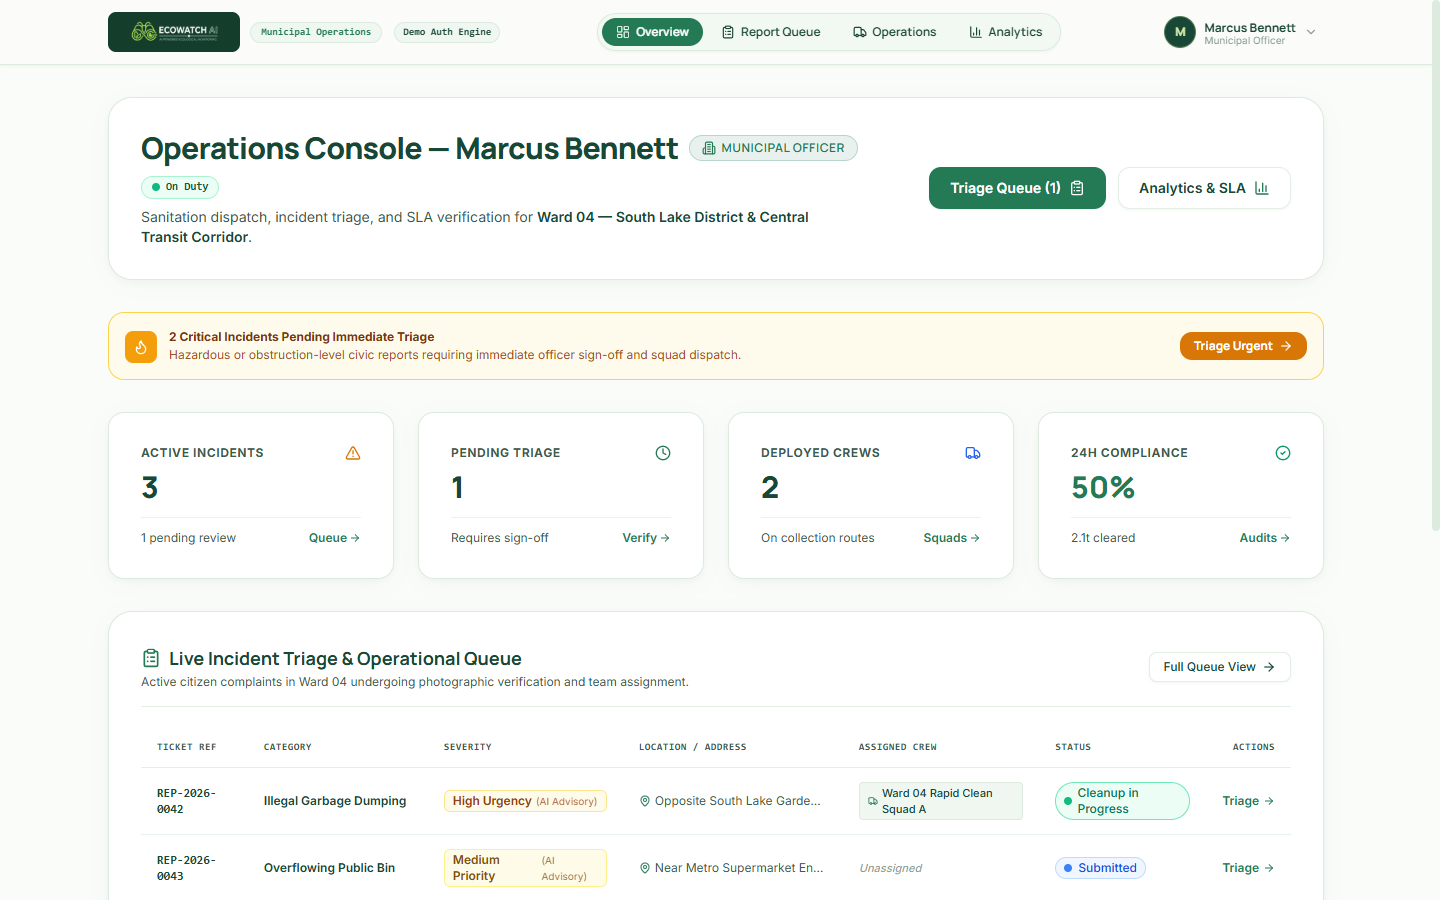 ECOWATCH AI
Municipal Operations
Demo Auth Engine
Overview
Report Queue
Operations
Analytics
M
Marcus Bennett
Municipal Officer
Operations Console — Marcus Bennett
MUNICIPAL OFFICER
On Duty
Sanitation dispatch, incident triage, and SLA verification for Ward 04 — South Lake District & Central
Transit Corridor.
Triage Queue (1)
Analytics & SLA
2 Critical Incidents Pending Immediate Triage
Hazardous or obstruction-level civic reports requiring immediate officer sign-off and squad dispatch.
Triage Urgent →
ACTIVE INCIDENTS
3
1 pending review
Queue →
PENDING TRIAGE
1
Requires sign-off
Verify →
DEPLOYED CREWS
2
On collection routes
Squads →
24H COMPLIANCE
50%
2.1t cleared
Audits →
Live Incident Triage & Operational Queue
Active citizen complaints in Ward 04 undergoing photographic verification and team assignment.
Full Queue View →
TICKET REF CATEGORY SEVERITY LOCATION / ADDRESS ASSIGNED CREW STATUS ACTIONS
REP-2026-
0042
Illegal Garbage Dumping
High Urgency (AI Advisory)
Opposite South Lake Garde...
Ward 04 Rapid Clean
Squad A
Cleanup in
Progress
Triage →
REP-2026-
0043
Overflowing Public Bin
Medium
Priority
(AI
Advisory)
Near Metro Supermarket En...
Unassigned
Submitted
Triage →